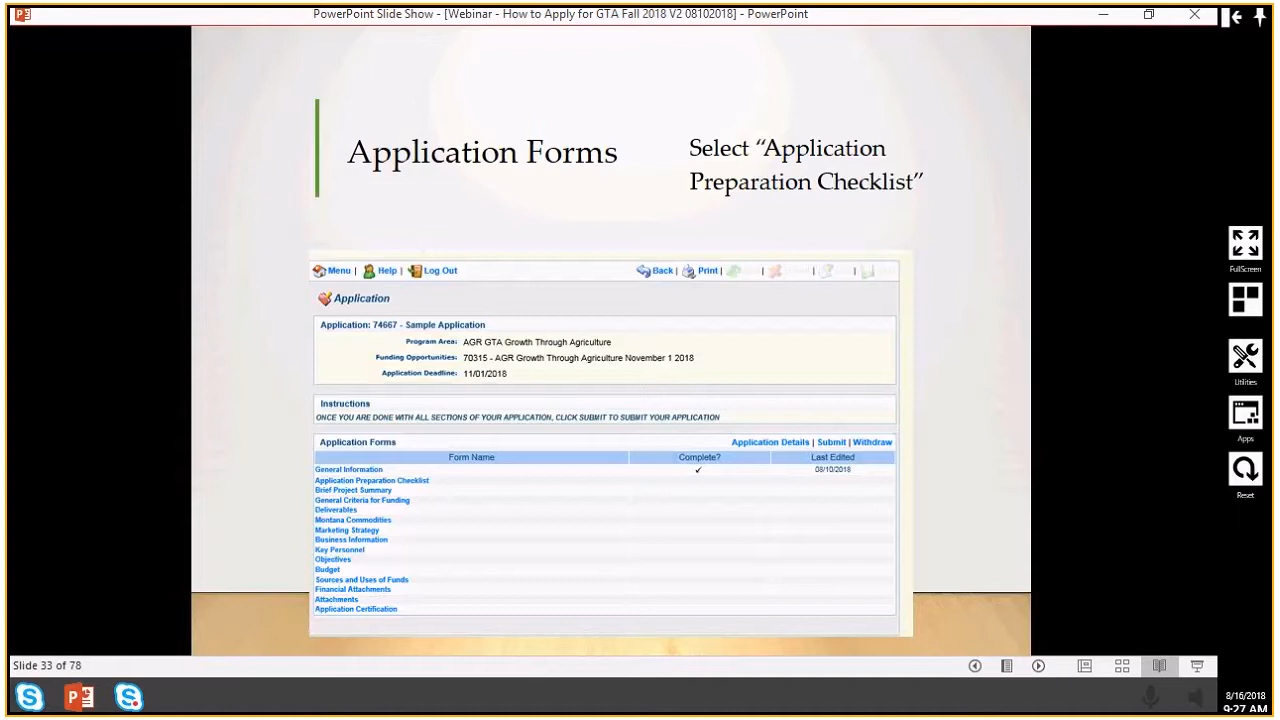 PowerPoint Slide Show - [Webinar - How to Apply for GTA Fall 2018 V2 08102018] - PowerPoint
Application Forms
Select “Application
Preparation Checklist”
Menu | Help | Log Out
Back | Print |
Application
Application: 74667 - Sample Application
Program Area: AGR GTA Growth Through Agriculture
Funding Opportunities: 70315 - AGR Growth Through Agriculture November 1 2018
Application Deadline: 11/01/2018
Instructions
ONCE YOU ARE DONE WITH ALL SECTIONS OF YOUR APPLICATION, CLICK SUBMIT TO SUBMIT YOUR APPLICATION
Application Forms Application Details | Submit | Withdraw
Form Name Complete? Last Edited
General Information ✓ 08/10/2018
Application Preparation Checklist
Brief Project Summary
General Criteria for Funding
Deliverables
Montana Commodities
Marketing Strategy
Business Information
Key Personnel
Objectives
Budget
Sources and Uses of Funds
Financial Attachments
Attachments
Application Certification
FullScreen
Utilities
Apps
Reset
Slide 33 of 78
8/16/2018
9:27 AM